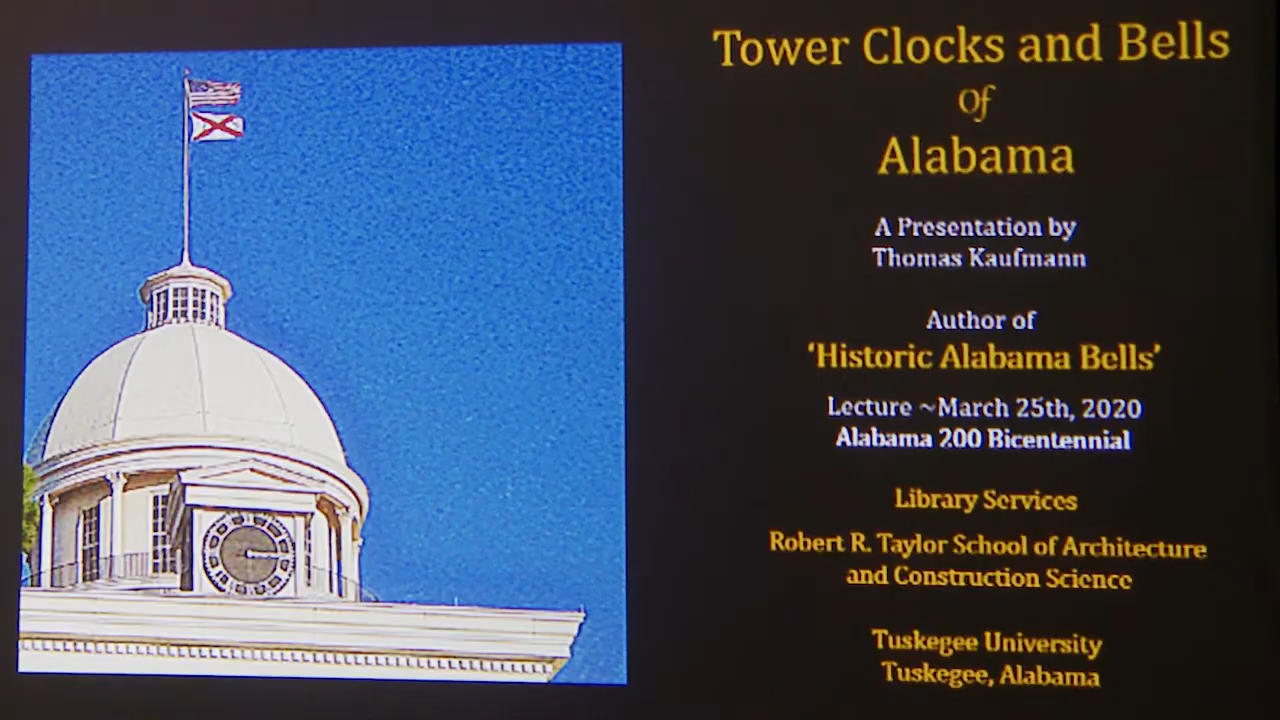 Tower Clocks and Bells
Of
Alabama
A Presentation by
Thomas Kaufmann
Author of
‘Historic Alabama Bells’
Lecture ~March 25th, 2020
Alabama 200 Bicentennial
Library Services
Robert R. Taylor School of Architecture
and Construction Science
Tuskegee University
Tuskegee, Alabama